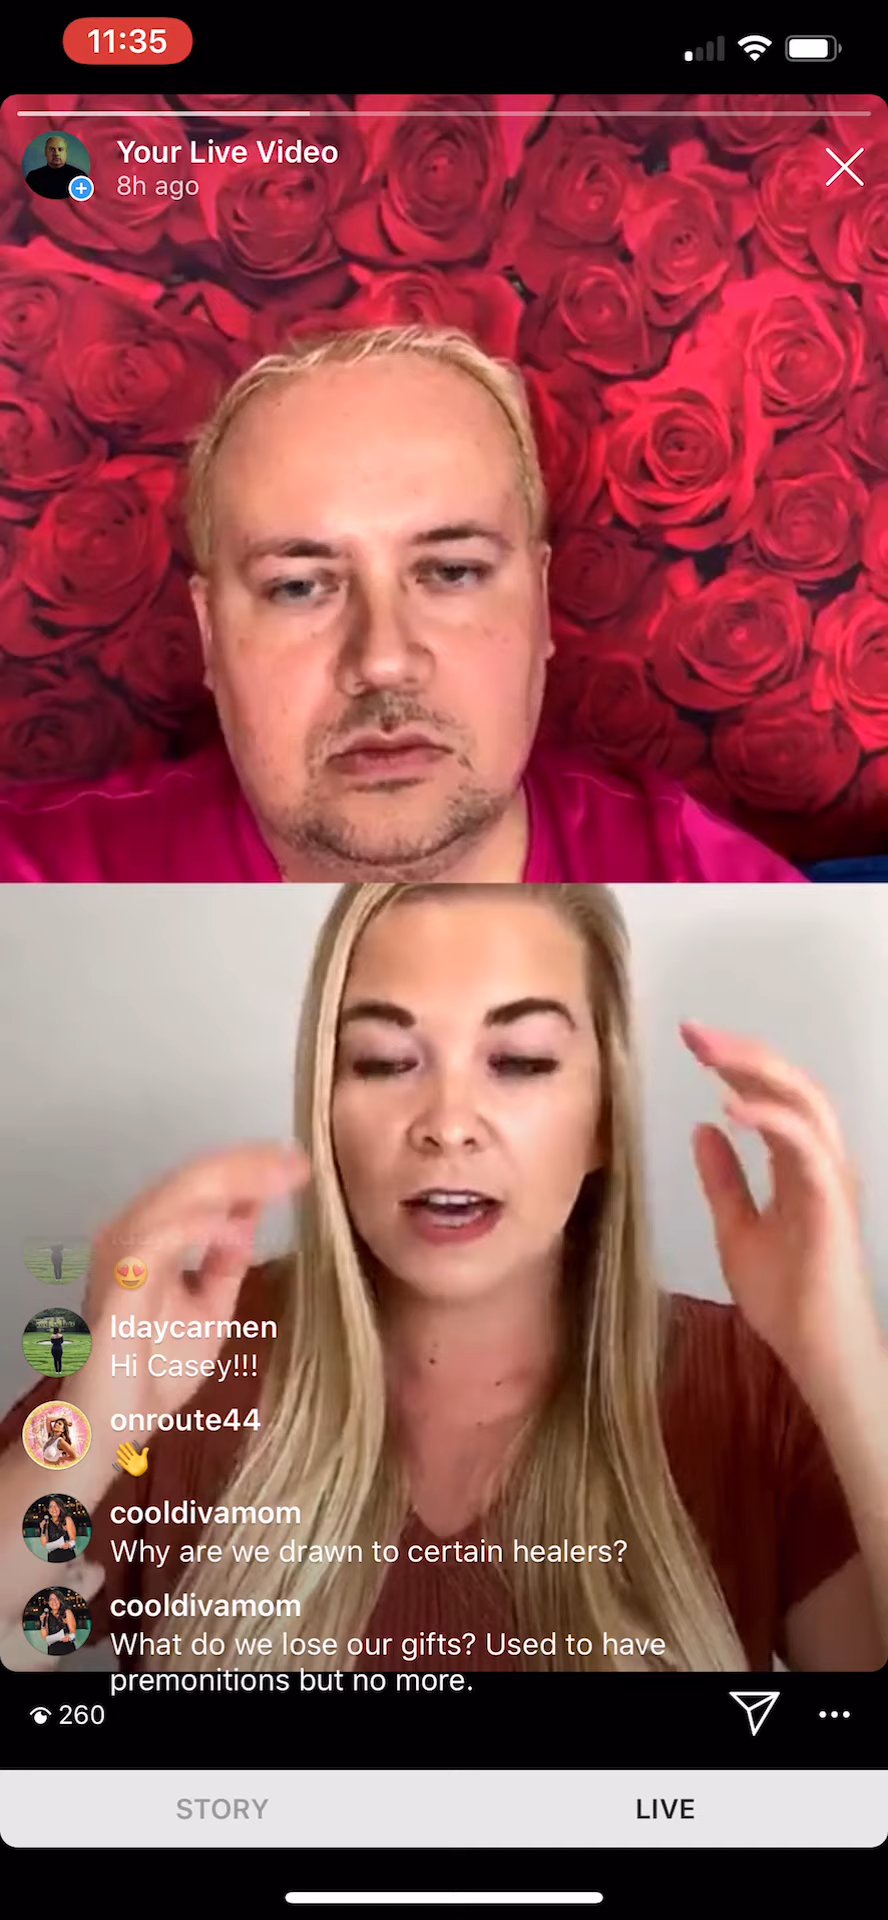 11:35
Your Live Video
8h ago
ldaycarmen
Hi Casey!!!
onroute44
cooldivamom
Why are we drawn to certain healers?
cooldivamom
What do we lose our gifts? Used to have
premonitions but no more.
260
STORY
LIVE